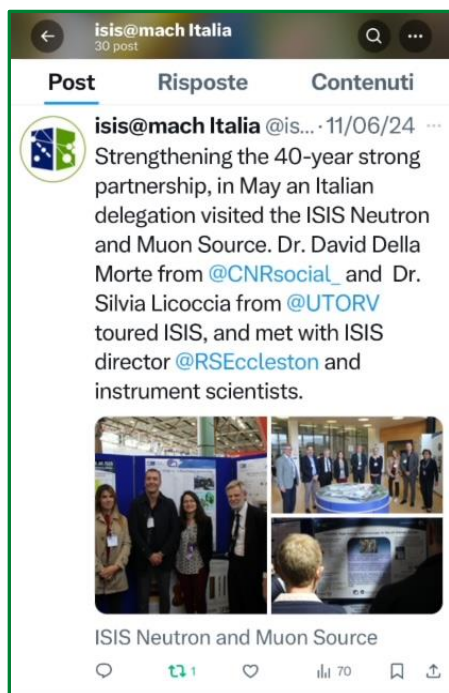 isis@mach Italia
30 post
Post Risposte Contenuti
isis@mach Italia @is... · 11/06/24
Strengthening the 40-year strong
partnership, in May an Italian
delegation visited the ISIS Neutron
and Muon Source. Dr. David Della
Morte from @CNRsocial_ and Dr.
Silvia Licoccia from @UTORV
toured ISIS, and met with ISIS
director @RSEccleston and
instrument scientists.
ISIS Neutron and Muon Source
1 70